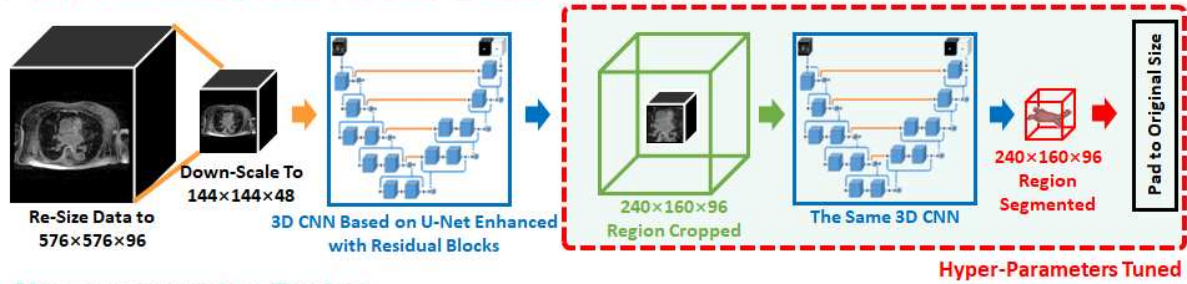 Re-Size Data to
576×576×96
Down-Scale To
144×144×48
3D CNN Based on U-Net Enhanced
with Residual Blocks
240×160×96
Region Cropped
The Same 3D CNN
240×160×96
Region
Segmented
Pad to Original Size
Hyper-Parameters Tuned